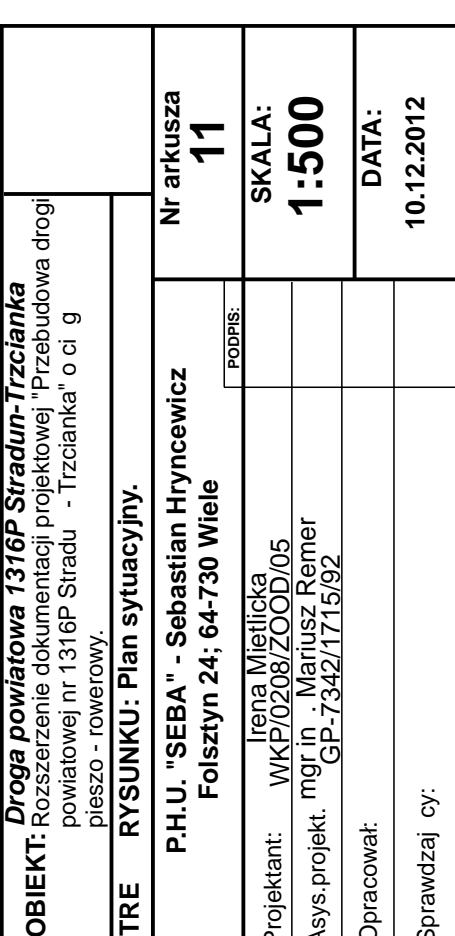 OBIEKT: Droga powiatowa 1316P Stradun-Trzcianka
Rozszerzenie dokumentacji projektowej "Przebudowa drogi
powiatowej nr 1316P Stradu - Trzcianka" o ci g
pieszo - rowerowy.
TRE RYSUNKU: Plan sytuacyjny.
P.H.U. "SEBA" - Sebastian Hryncewicz
Folsztyn 24; 64-730 Wiele
PODPIS:
Nr arkusza
11
Projektant: Irena Mietlicka
WKP/0208/ZOOD/05
Asys.projekt. mgr in . Mariusz Remer
GP-7342/1715/92
Opracował:
Sprawdzaj cy:
SKALA:
1:500
DATA:
10.12.2012